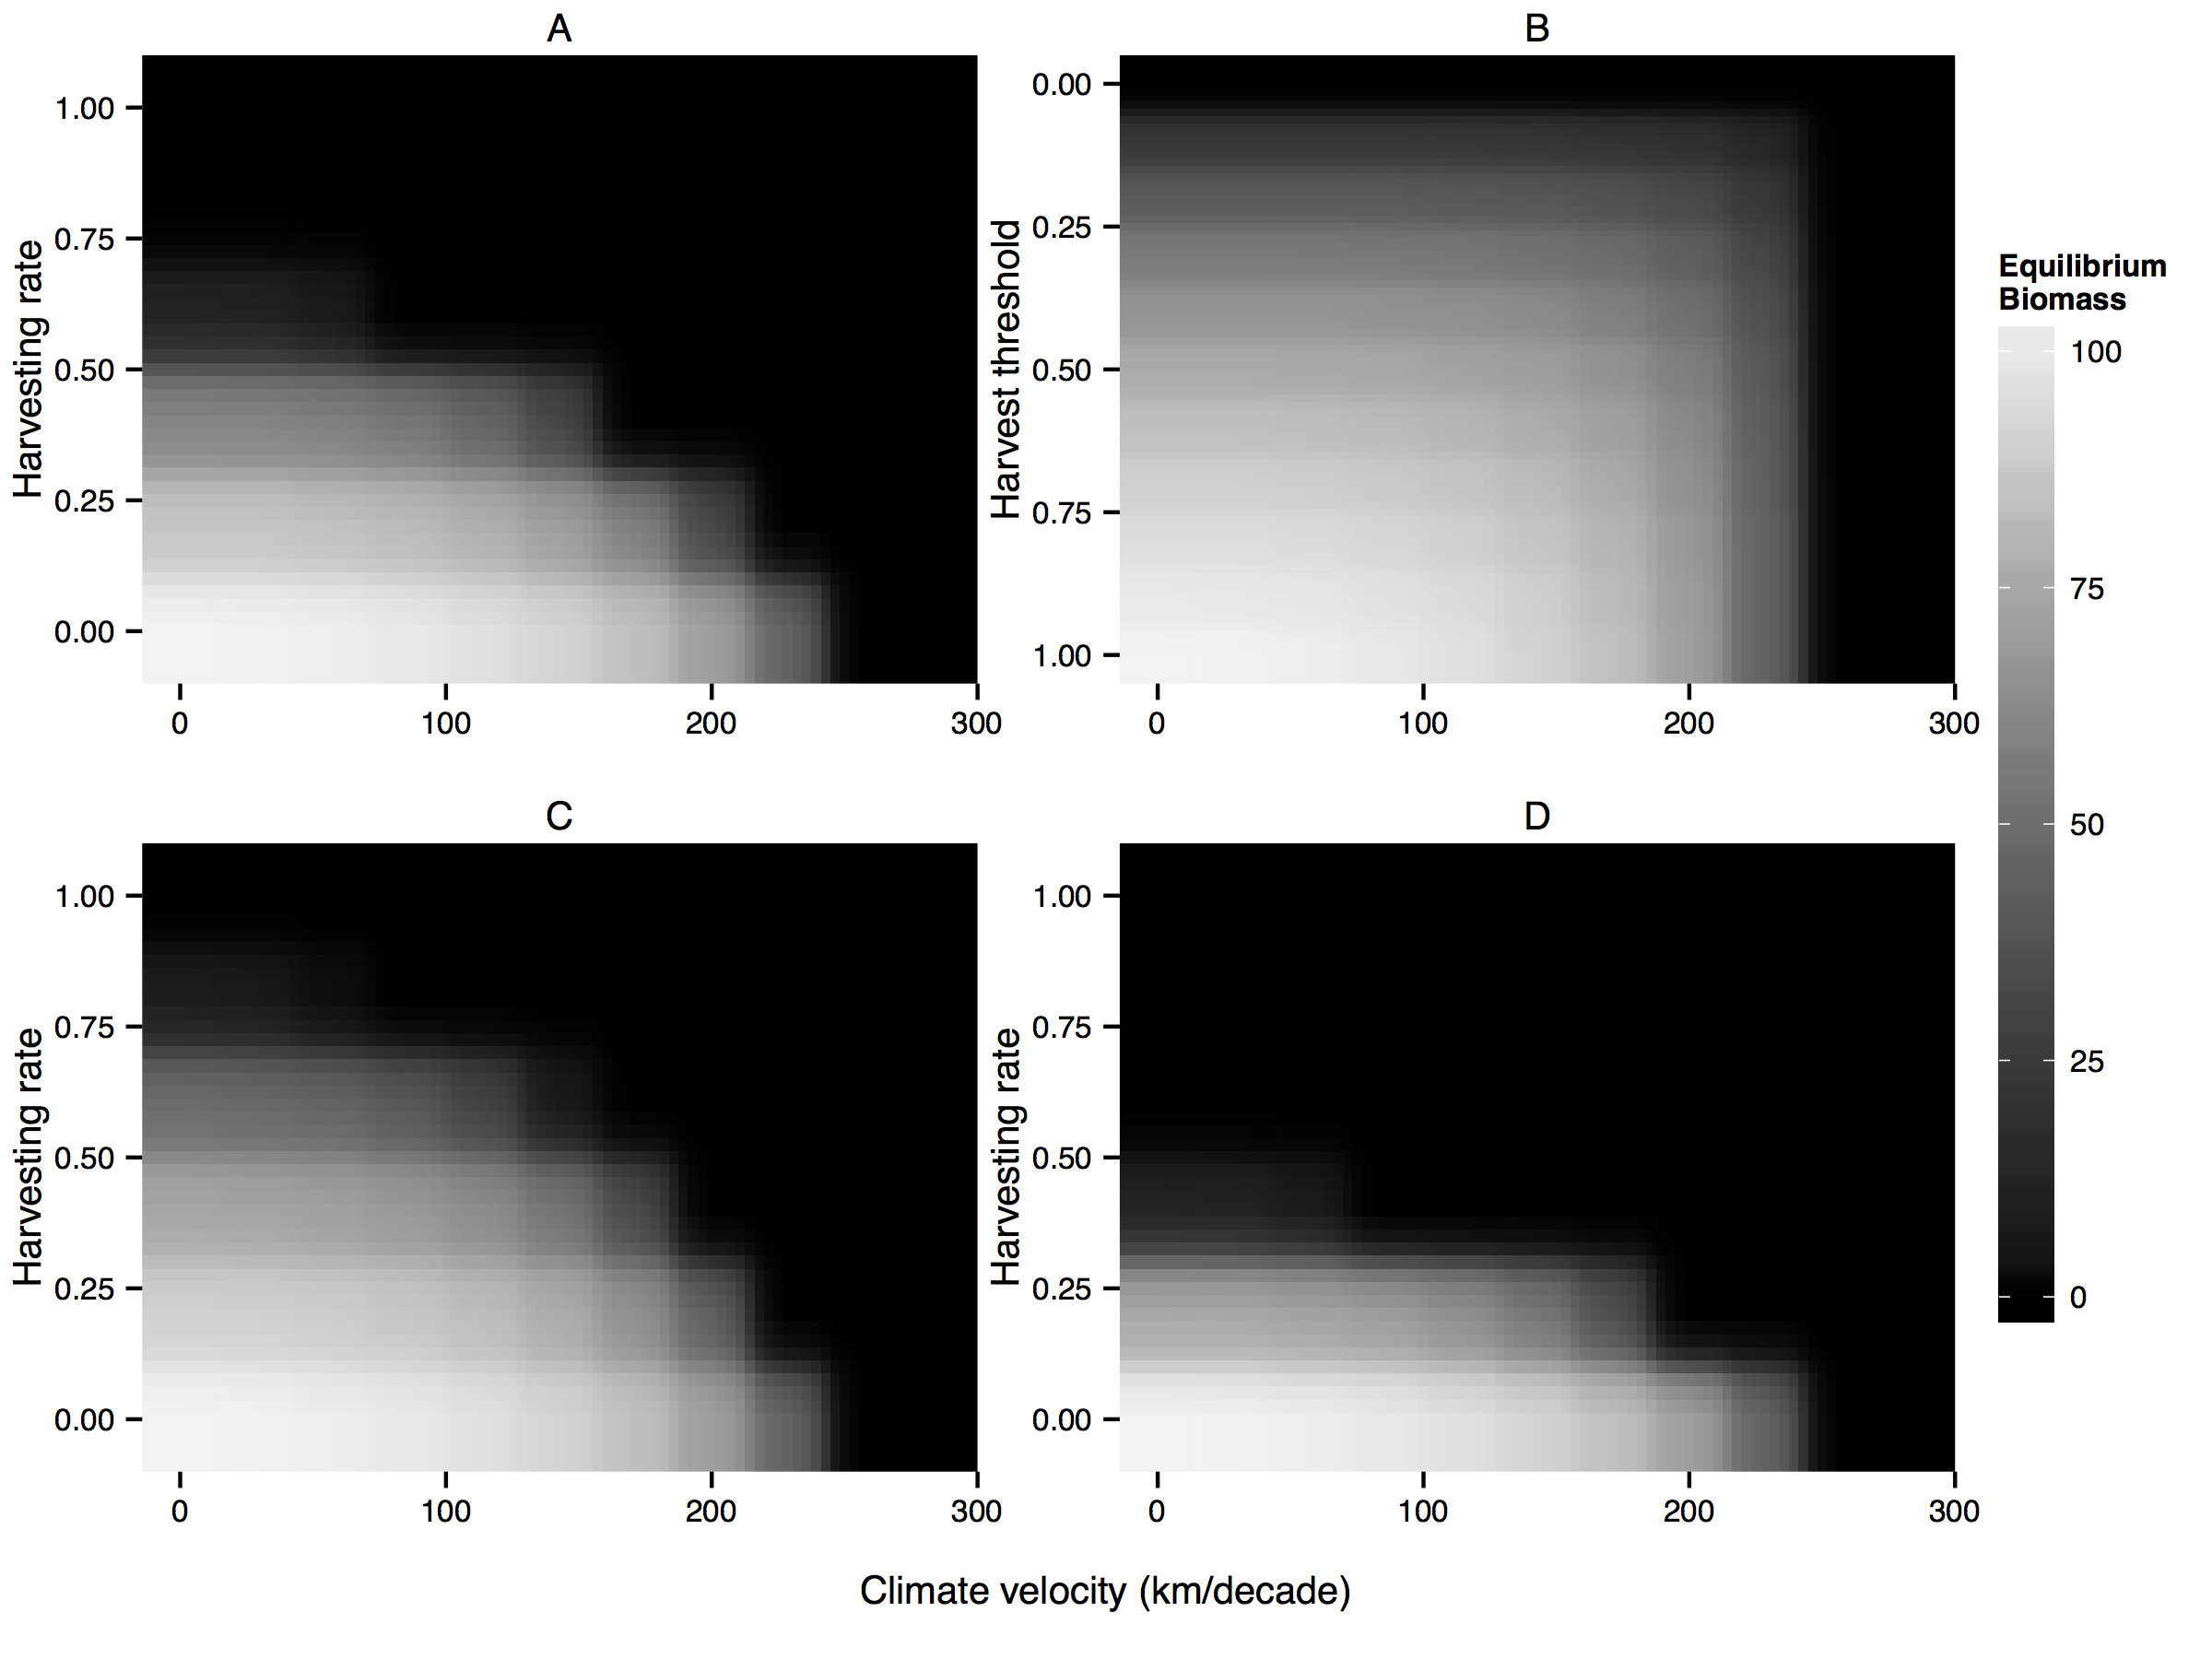 A
Harvesting rate
1.00
0.75
0.50
0.25
0.00
0 100 200 300
B
Harvest threshold
0.00
0.25
0.50
0.75
1.00
0 100 200 300
Equilibrium
Biomass
100
75
50
25
0
C
Harvesting rate
1.00
0.75
0.50
0.25
0.00
0 100 200 300
D
Harvesting rate
1.00
0.75
0.50
0.25
0.00
0 100 200 300
Climate velocity (km/decade)